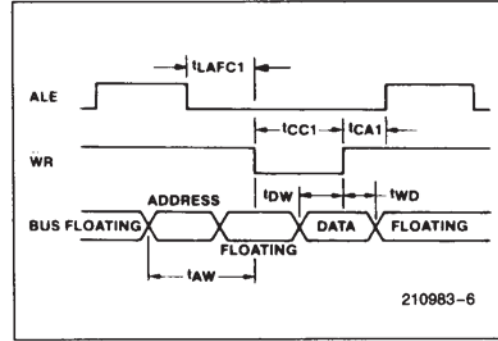 tLAFC1
ALE
tCC1 tCA1
WR
ADDRESS
tDW tWD
BUS FLOATING DATA FLOATING
FLOATING
tAW
210983-6